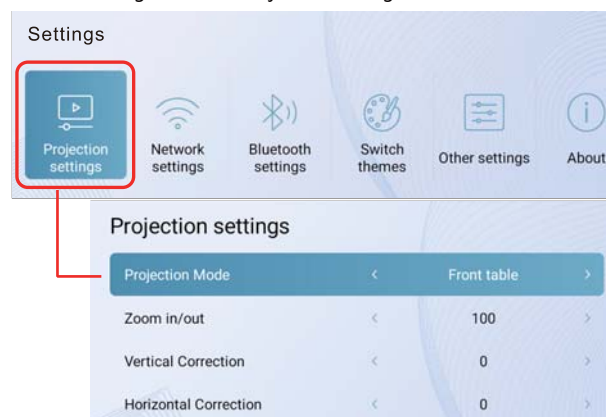 Settings
Projection settings
Network settings
Bluetooth settings
Switch themes
Other settings
About
Projection settings
Projection Mode < Front table >
Zoom in/out < 100 >
Vertical Correction < 0 >
Horizontal Correction < 0 >